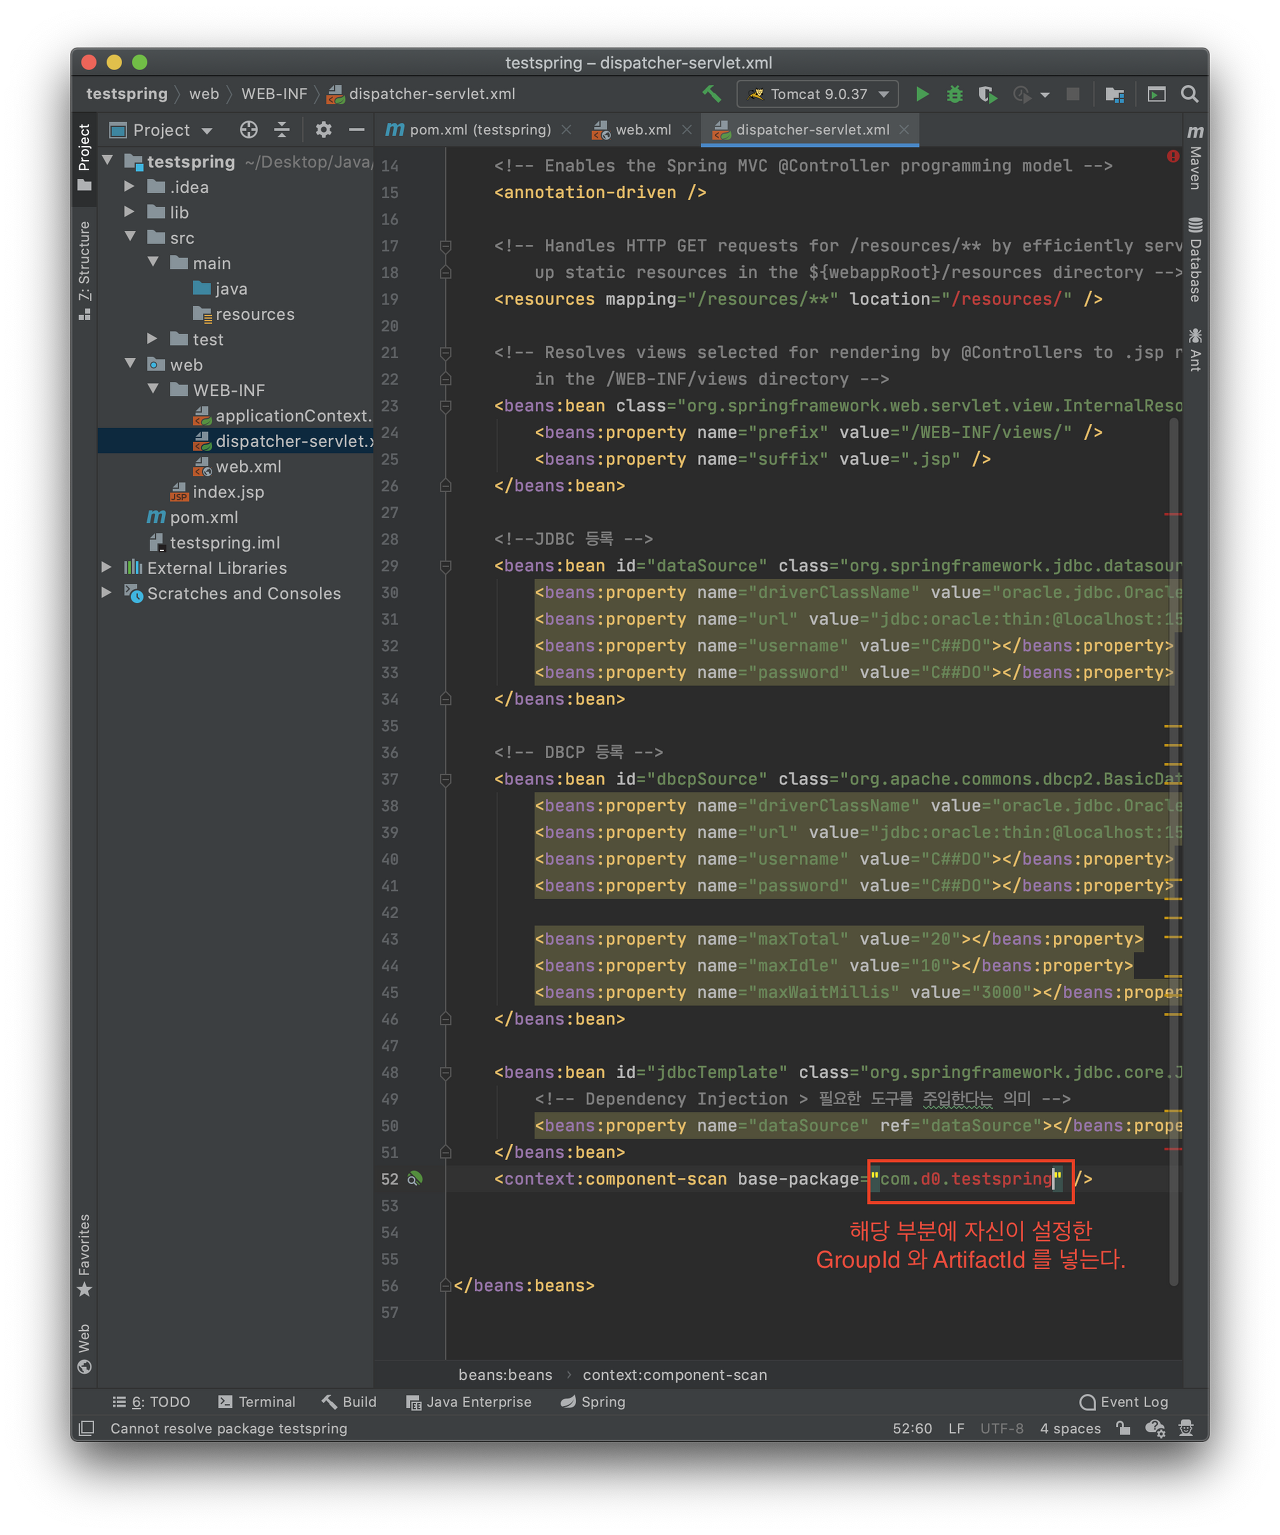 testspring – dispatcher-servlet.xml
testspring web WEB-INF dispatcher-servlet.xml Tomcat 9.0.37
Project pom.xml (testspring) web.xml dispatcher-servlet.xml
Project
Z: Structure
Favorites
Web
testspring ~/Desktop/Java/
.idea
lib
src
main
java
resources
test
web
WEB-INF
applicationContext.
dispatcher-servlet.x
web.xml
index.jsp
pom.xml
testspring.iml
External Libraries
Scratches and Consoles
14 <!-- Enables the Spring MVC @Controller programming model -->
15 <annotation-driven />
16
17 <!-- Handles HTTP GET requests for /resources/** by efficiently serv
18 up static resources in the ${webappRoot}/resources directory -->
19 <resources mapping="/resources/**" location="/resources/" />
20
21 <!-- Resolves views selected for rendering by @Controllers to .jsp r
22 in the /WEB-INF/views directory -->
23 <beans:bean class="org.springframework.web.servlet.view.InternalReso
24 <beans:property name="prefix" value="/WEB-INF/views/" />
25 <beans:property name="suffix" value=".jsp" />
26 </beans:bean>
27
28 <!--JDBC 등록 -->
29 <beans:bean id="dataSource" class="org.springframework.jdbc.datasour
30 <beans:property name="driverClassName" value="oracle.jdbc.Oracle
31 <beans:property name="url" value="jdbc:oracle:thin:@localhost:15
32 <beans:property name="username" value="C##DO"></beans:property>
33 <beans:property name="password" value="C##DO"></beans:property>
34 </beans:bean>
35
36 <!-- DBCP 등록 -->
37 <beans:bean id="dbcpSource" class="org.apache.commons.dbcp2.BasicDat
38 <beans:property name="driverClassName" value="oracle.jdbc.Oracle
39 <beans:property name="url" value="jdbc:oracle:thin:@localhost:15
40 <beans:property name="username" value="C##DO"></beans:property>
41 <beans:property name="password" value="C##DO"></beans:property>
42
43 <beans:property name="maxTotal" value="20"></beans:property>
44 <beans:property name="maxIdle" value="10"></beans:property>
45 <beans:property name="maxWaitMillis" value="3000"></beans:proper
46 </beans:bean>
47
48 <beans:bean id="jdbcTemplate" class="org.springframework.jdbc.core.J
49 <!-- Dependency Injection > 필요한 도구를 주입한다는 의미 -->
50 <beans:property name="dataSource" ref="dataSource"></beans:prope
51 </beans:bean>
52 <context:component-scan base-package="com.d0.testspring" />
53
해당 부분에 자신이 설정한
54
GroupId 와 ArtifactId 를 넣는다.
55
56 </beans:beans>
57
Maven
Database
Ant
beans:beans context:component-scan
6: TODO Terminal Build Java Enterprise Spring Event Log
Cannot resolve package testspring 52:60 LF UTF-8 4 spaces